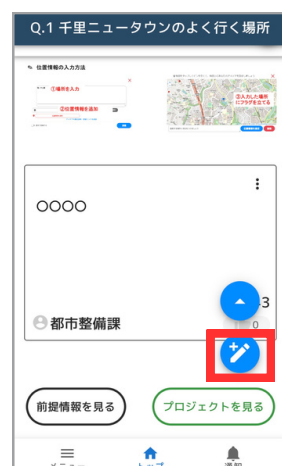 Q.1 千里ニュータウンのよく行く場所
位置情報の入力方法
①場所を入力
②位置情報を追加
③入力した場所
にフラグを立てる
○○○○
3
都市整備課
0
前提情報を見る
プロジェクトを見る
メニュー
トップ
通知